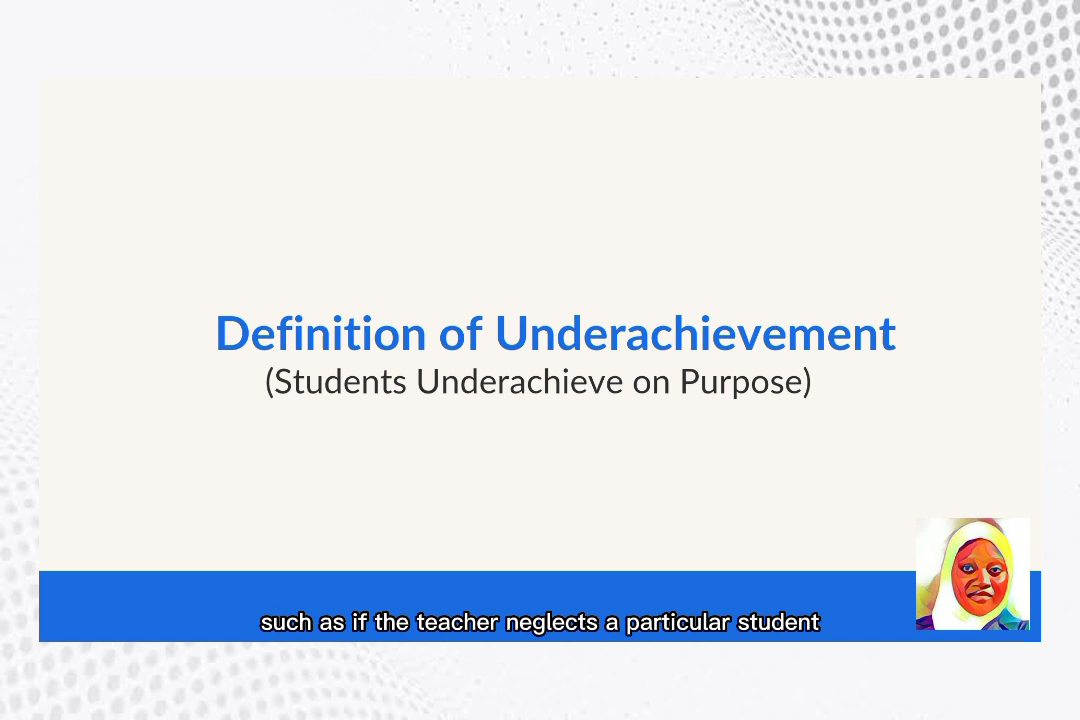 Definition of Underachievement
(Students Underachieve on Purpose)
such as if the teacher neglects a particular student